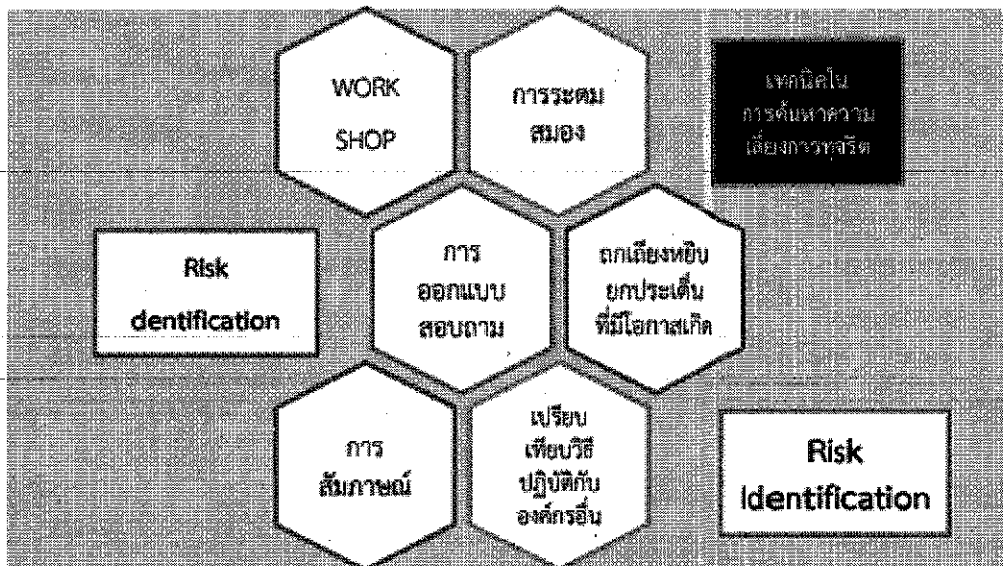 WORK
SHOP
การระดม
สมอง
เทคนิคใน
การค้นหาความ
เสี่ยงการทุจริต
Risk
dentification
การ
ออกแบบ
สอบถาม
ถกเถียงหยิบ
ยกประเด็น
ที่มีโอกาสเกิด
การ
สัมภาษณ์
เปรียบ
เทียบวิธี
ปฏิบัติกับ
องค์กรอื่น
Risk
Identification